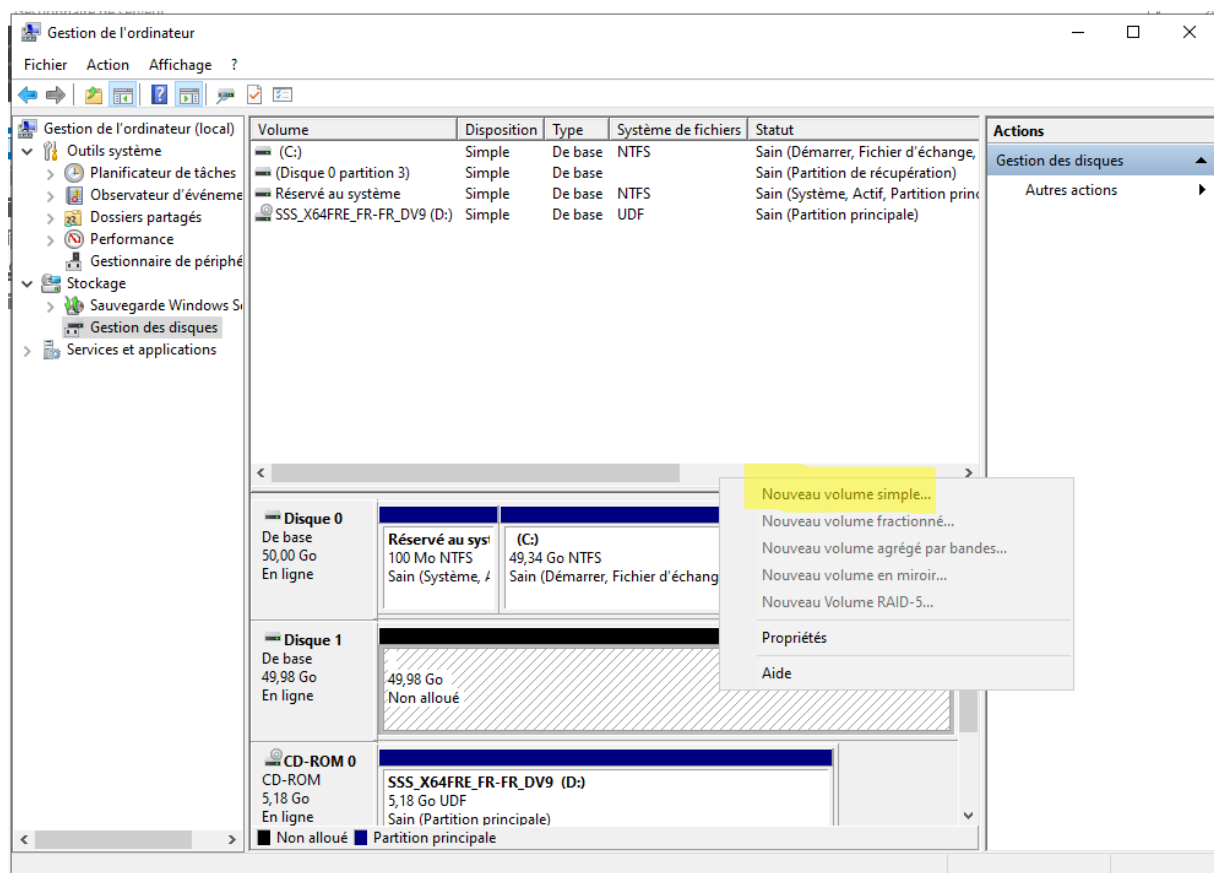 Gestion de l'ordinateur
Fichier Action Affichage ?
Gestion de l'ordinateur (local)
Outils système
Planificateur de tâches
Observateur d'événeme
Dossiers partagés
Performance
Gestionnaire de périphé
Stockage
Sauvegarde Windows Se
Gestion des disques
Services et applications
Volume Disposition Type Système de fichiers Statut
(C:) Simple De base NTFS Sain (Démarrer, Fichier d'échange,
(Disque 0 partition 3) Simple De base Sain (Partition de récupération)
Réservé au système Simple De base NTFS Sain (Système, Actif, Partition princ
SSS_X64FRE_FR-FR_DV9 (D:) Simple De base UDF Sain (Partition principale)
Actions
Gestion des disques
Autres actions
Nouveau volume simple...
Nouveau volume fractionné...
Nouveau volume agrégé par bandes...
Nouveau volume en miroir...
Nouveau Volume RAID-5...
Propriétés
Aide
Disque 0
De base
50,00 Go
En ligne
Réservé au syst
100 Mo NTFS
Sain (Système, A
(C:)
49,34 Go NTFS
Sain (Démarrer, Fichier d'échang
Disque 1
De base
49,98 Go
En ligne
49,98 Go
Non alloué
CD-ROM 0
CD-ROM
5,18 Go
En ligne
SSS_X64FRE_FR-FR_DV9 (D:)
5,18 Go UDF
Sain (Partition principale)
Non alloué Partition principale